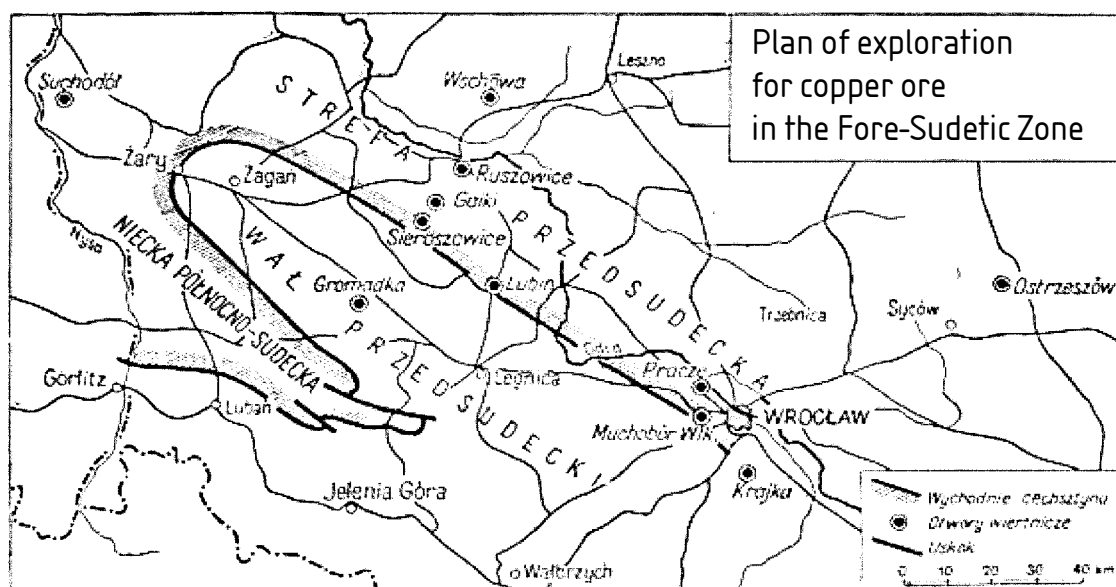 Plan of exploration
for copper ore
in the Fore-Sudetic Zone
Leszno
Suchodół
Wschowa
STREFA
Żary
Żagań
Ruszowice
Gaiki
Sieroszowice
PRZEDSUDECKA
Nysa
NIECKA PÓŁNOCNO-SUDECKA
WAŁ
Gromadka
Lubin
Ostrzeszów
Trzebnica
Syców
PRZEDSUDECKI
Görlitz
Lubań
Legnica
Pracze
WROCŁAW
Muchobór Wlk.
Jelenia Góra
Krajka
Wałbrzych
Wychodnie cechsztynu
Otwory wiertnicze
Uskok
0 10 20 30 40 km